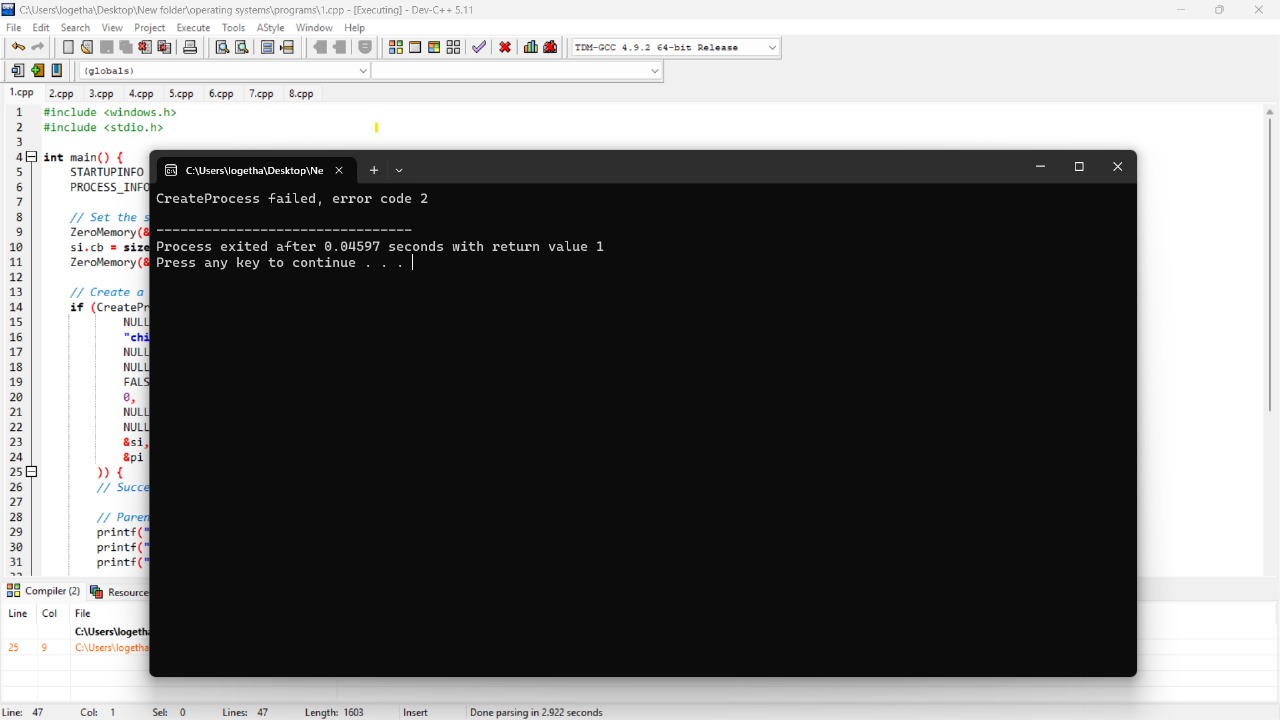 C:\Users\logetha\Desktop\New folder\operating systems\programs\1.cpp - [Executing] - Dev-C++ 5.11
File Edit Search View Project Execute Tools AStyle Window Help
TDM-GCC 4.9.2 64-bit Release
(globals)
1.cpp 2.cpp 3.cpp 4.cpp 5.cpp 6.cpp 7.cpp 8.cpp
1 #include <windows.h>
2 #include <stdio.h>
3
4 int main() {
5 STARTUPINFO
6 PROCESS_INFO
7
8 // Set the s
9 ZeroMemory(&
10 si.cb = size
11 ZeroMemory(&
12
13 // Create a
14 if (CreatePr
15 NULL
16 "chi
17 NULL
18 NULL
19 FALS
20 0,
21 NULL
22 NULL
23 &si,
24 &pi
25 )) {
26 // Succe
27
28 // Paren
29 printf("
30 printf("
31 printf("
C:\Users\logetha\Desktop\Ne
CreateProcess failed, error code 2
--------------------------------
Process exited after 0.04597 seconds with return value 1
Press any key to continue . . .
Compiler (2) Resource
Line Col File
C:\Users\logetha
25 9 C:\Users\logetha
Line: 47 Col: 1 Sel: 0 Lines: 47 Length: 1603 Insert Done parsing in 2.922 seconds